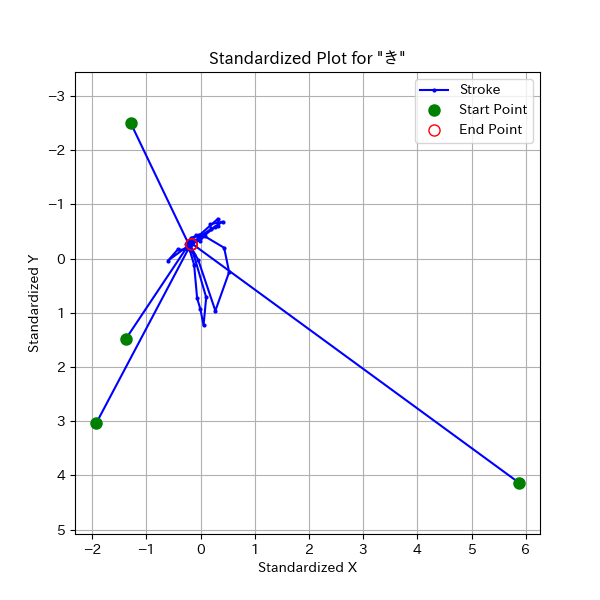 Standardized Plot for "き"
Stroke
Start Point
End Point
−3
−2
−1
0
1
2
3
4
5
Standardized Y
−2 −1 0 1 2 3 4 5 6
Standardized X